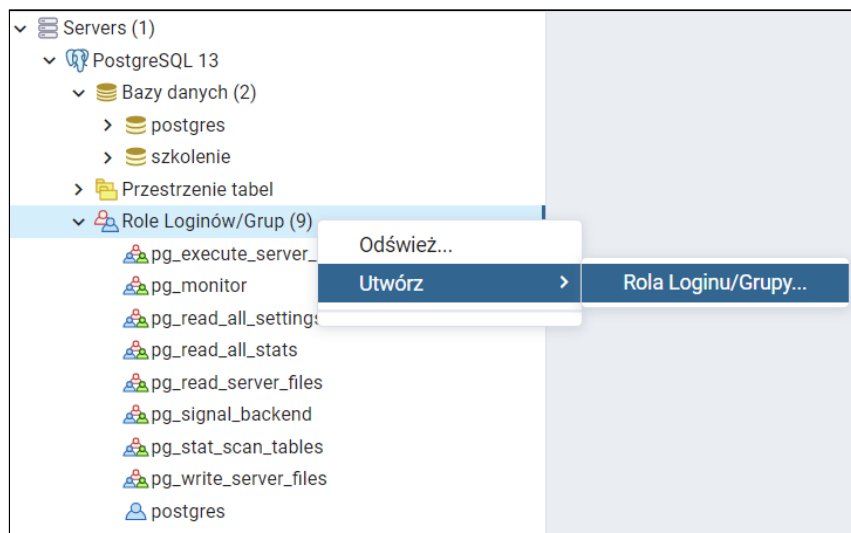 Servers (1)
PostgreSQL 13
Bazy danych (2)
postgres
szkolenie
Przestrzenie tabel
Role Loginów/Grup (9)
Odśwież...
pg_execute_server_
Utwórz
Rola Loginu/Grupy...
pg_monitor
pg_read_all_settings
pg_read_all_stats
pg_read_server_files
pg_signal_backend
pg_stat_scan_tables
pg_write_server_files
postgres